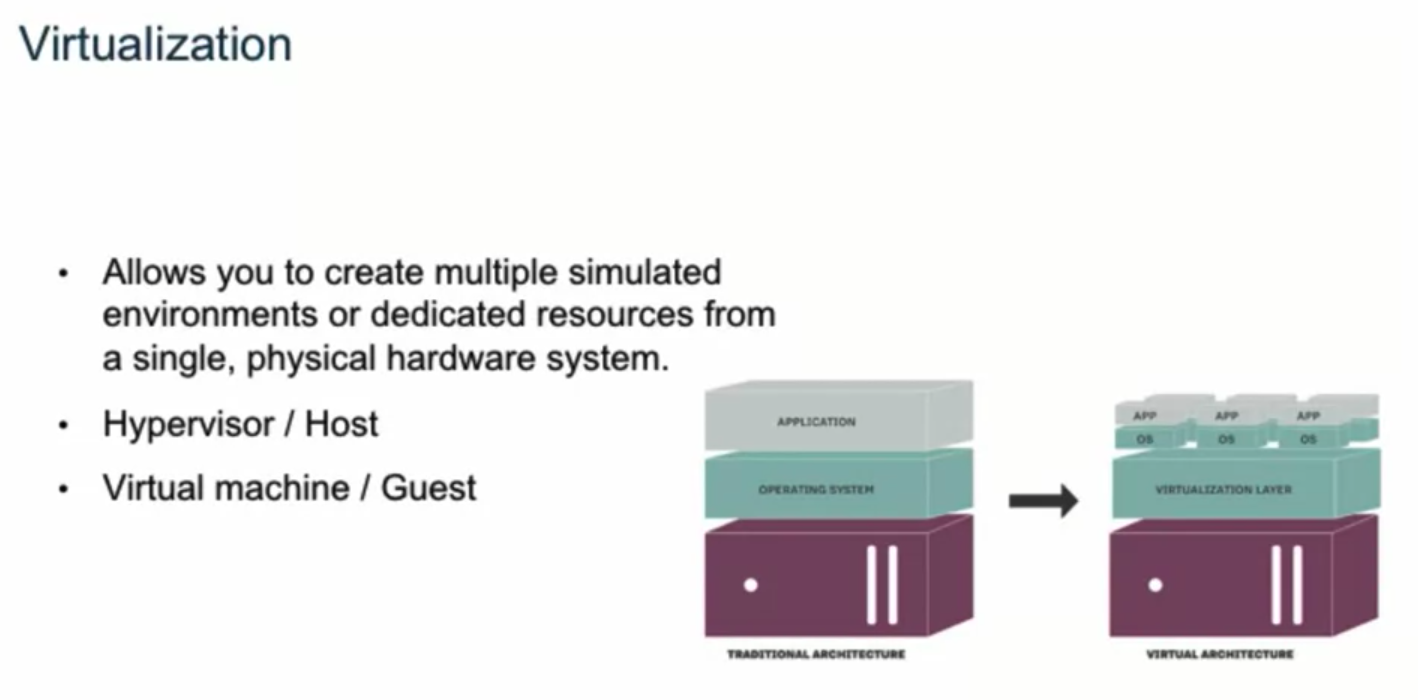 Virtualization
• Allows you to create multiple simulated
environments or dedicated resources from
a single, physical hardware system.
• Hypervisor / Host
• Virtual machine / Guest
APPLICATION
OPERATING SYSTEM
TRADITIONAL ARCHITECTURE
APP APP APP
OS OS OS
VIRTUALIZATION LAYER
VIRTUAL ARCHITECTURE